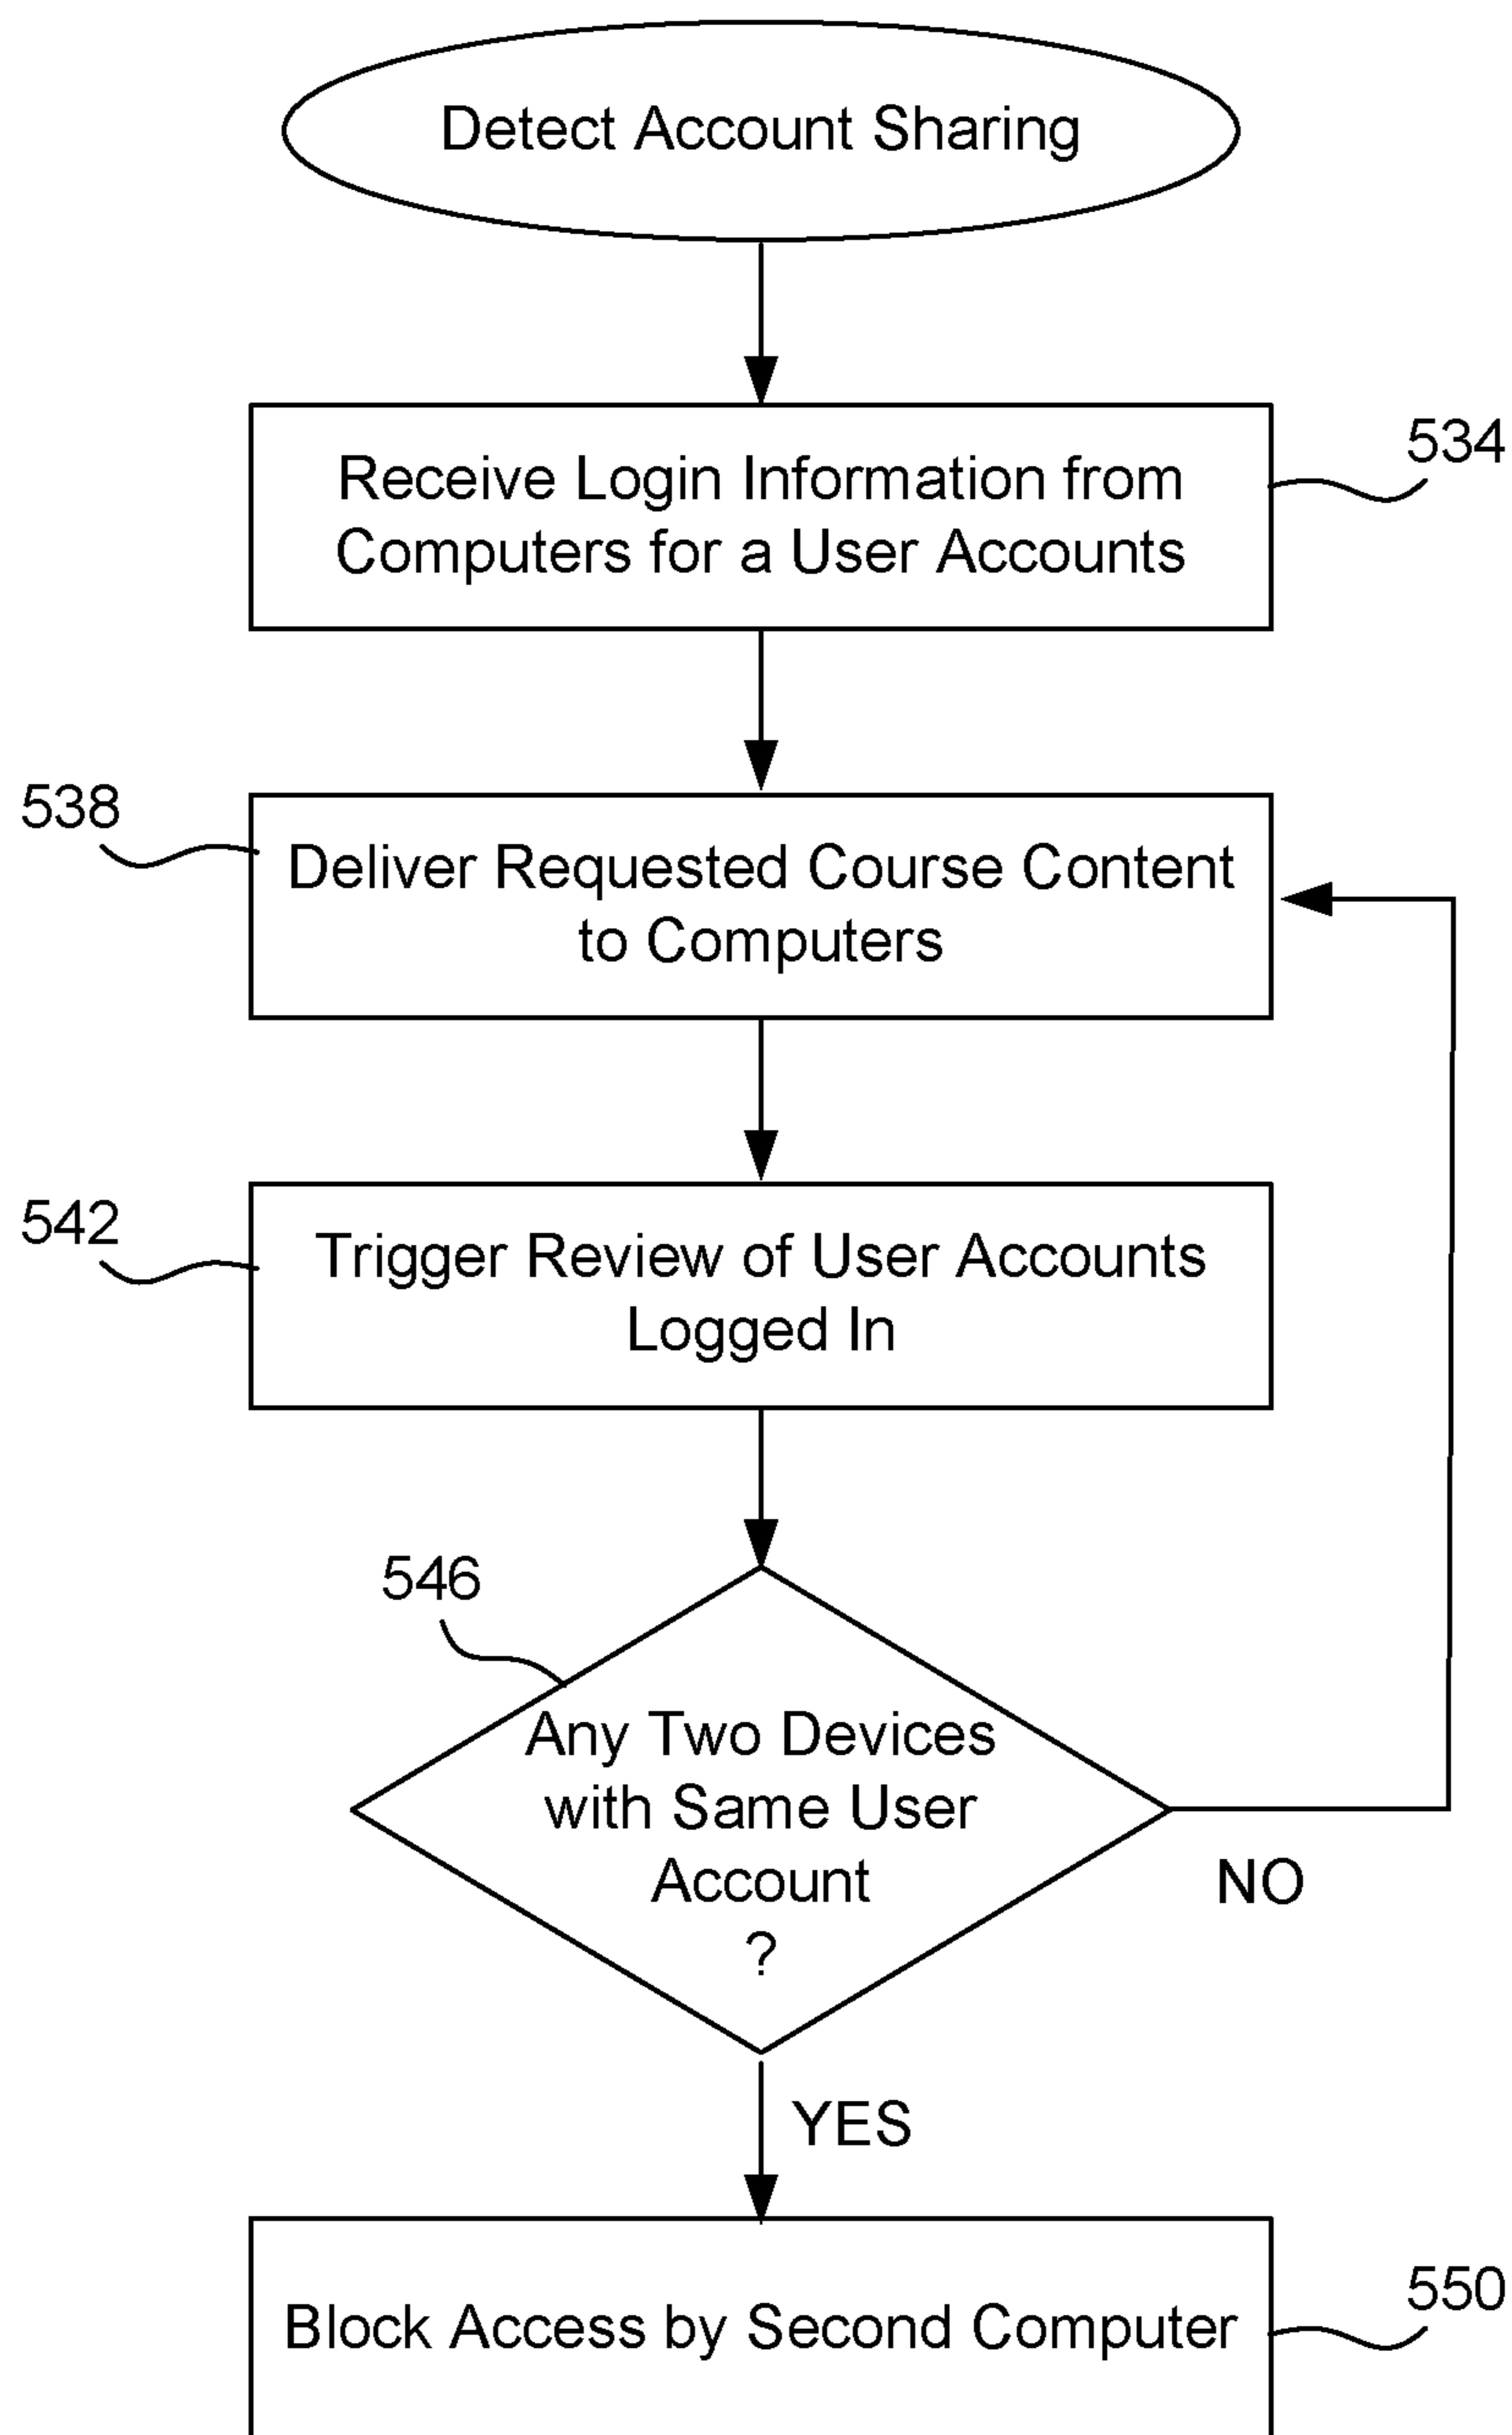 Detect Account Sharing
534
Receive Login Information from
Computers for a User Accounts
538
Deliver Requested Course Content
to Computers
542
Trigger Review of User Accounts
Logged In
546
Any Two Devices
with Same User
Account
?
NO
YES
550
Block Access by Second Computer